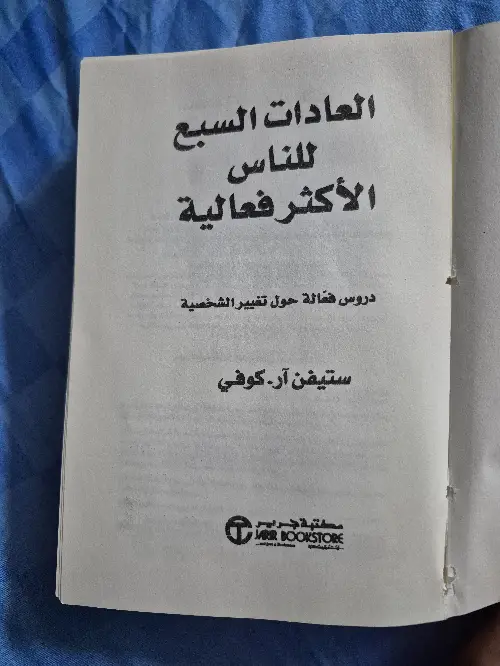 العادات السبع
للناس
الأكثر فعالية
دروس فعّالة حول تغيير الشخصية
ستيفن آر. كوفي
مكتبة جرير
JARIR BOOKSTORE